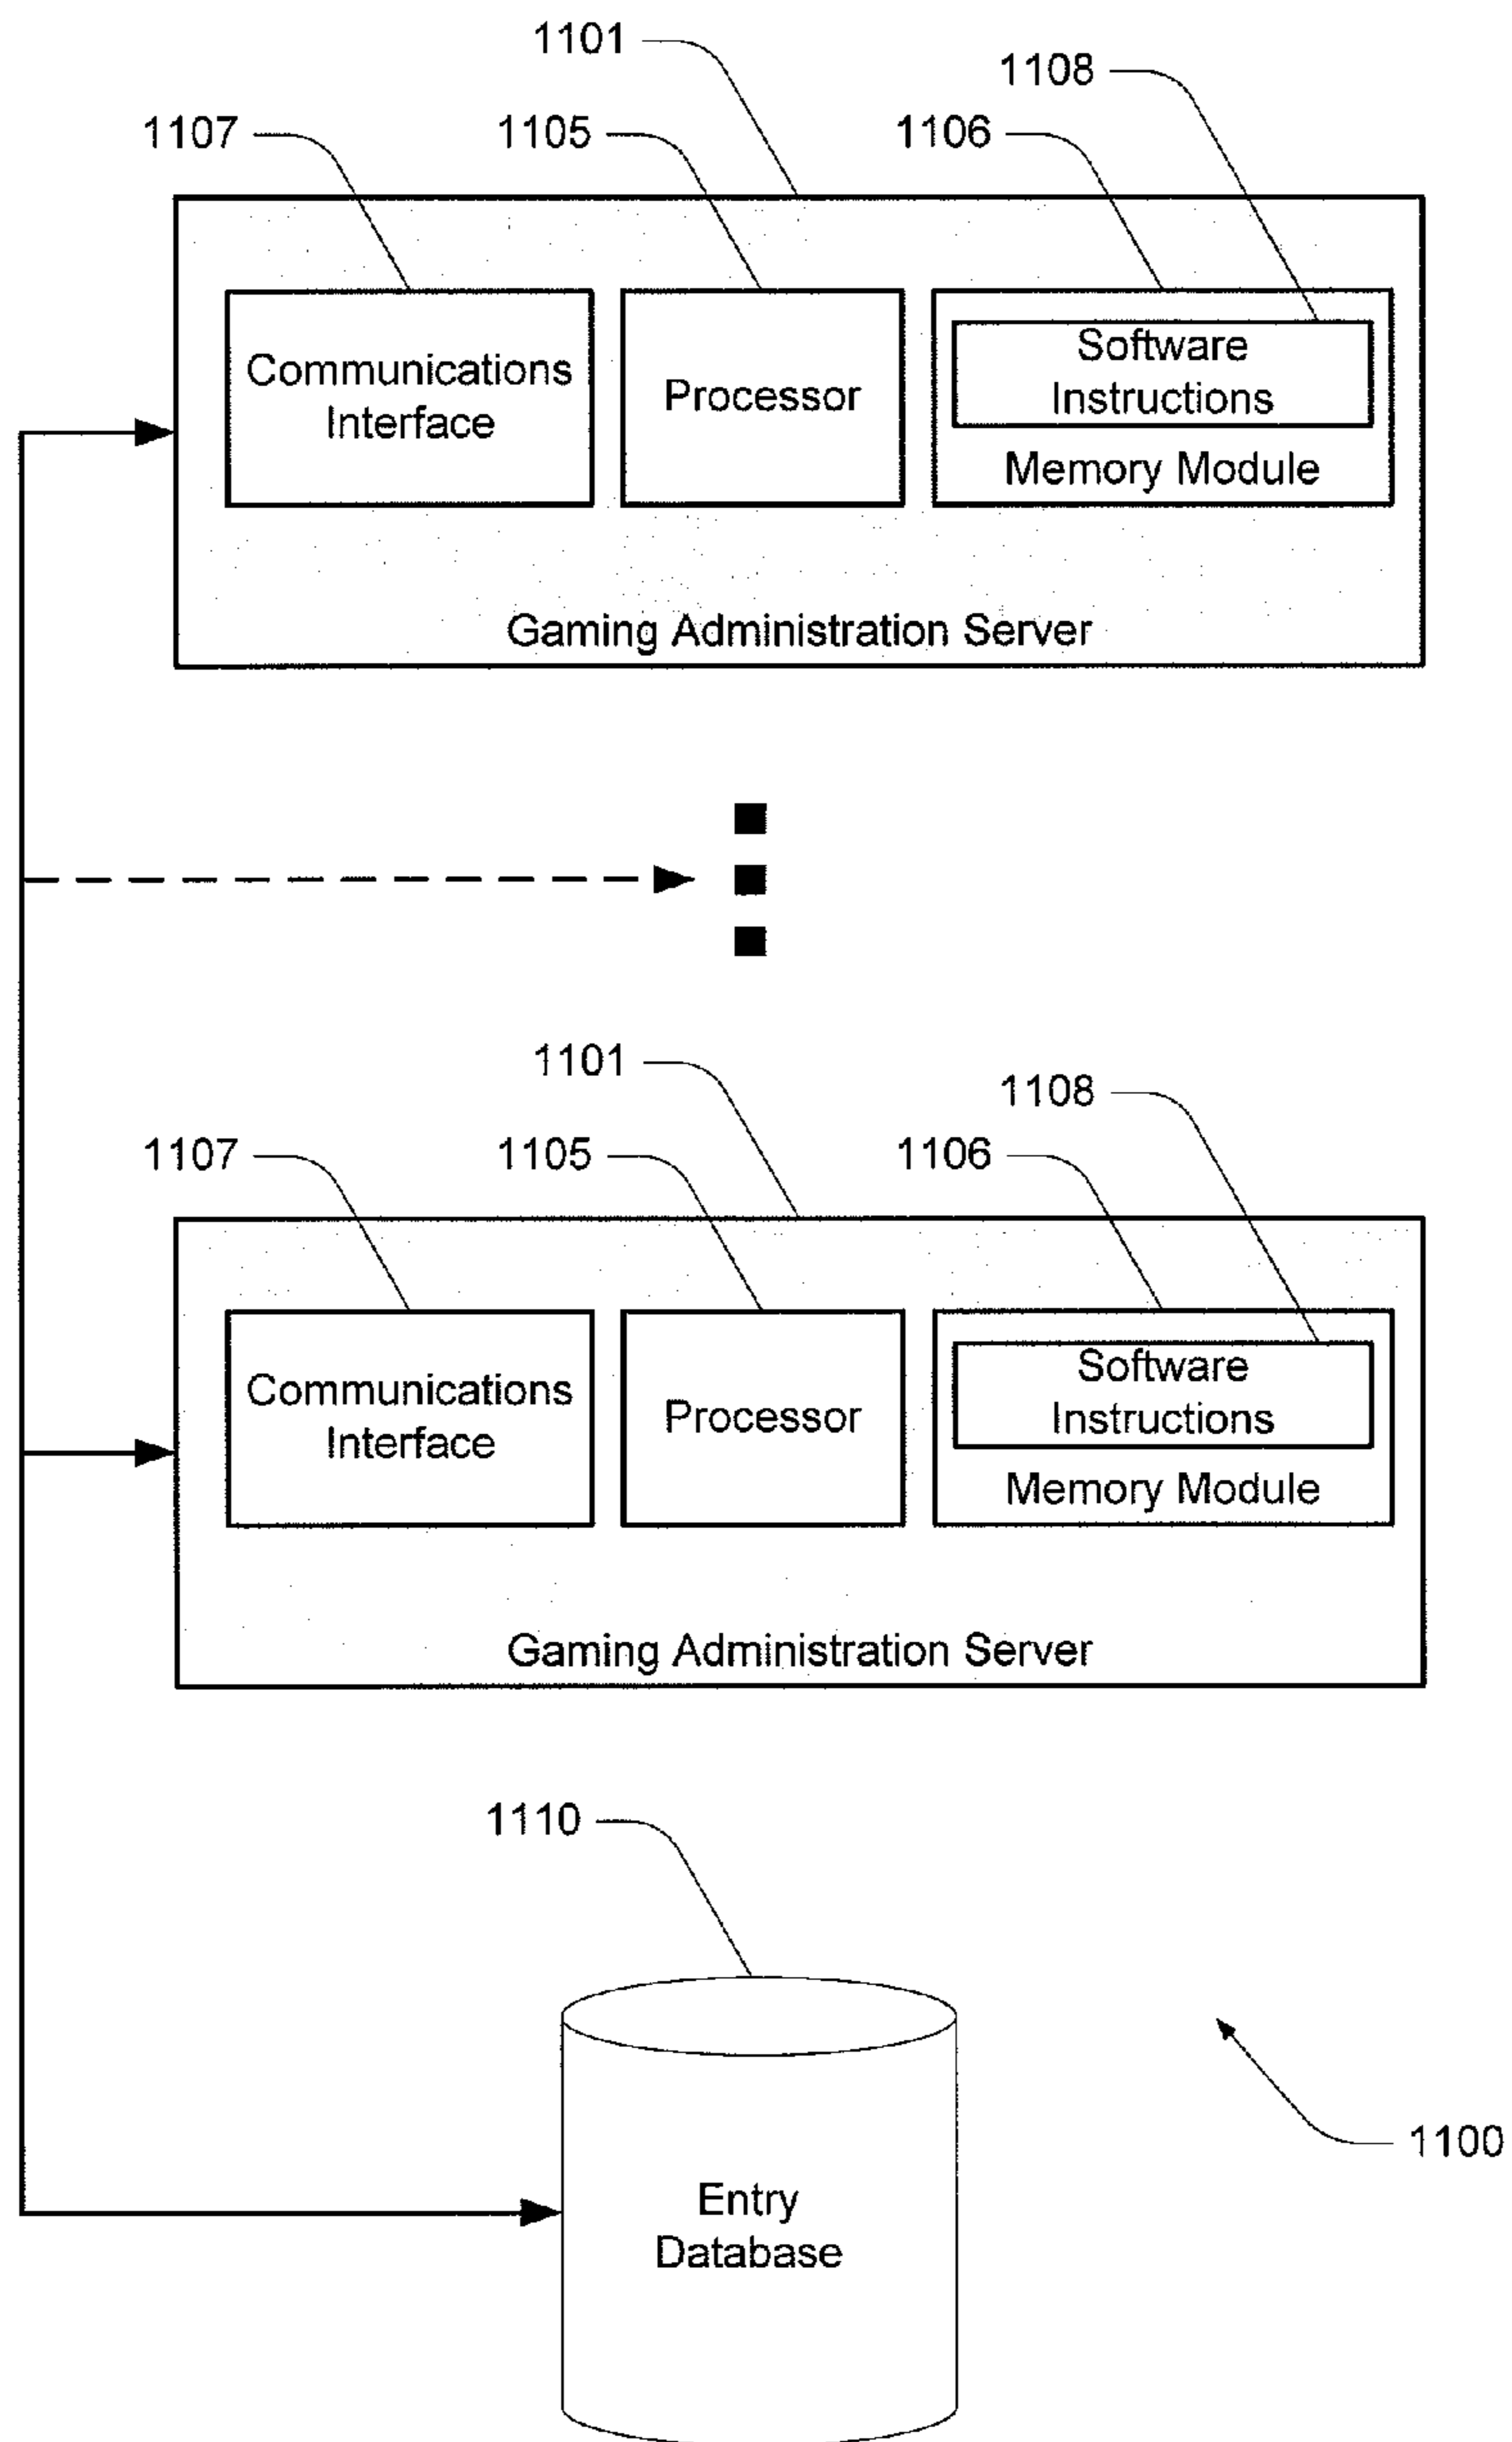 1101
1108
1107
1105
1106
Communications
Interface
Processor
Software
Instructions
Memory Module
Gaming Administration Server
1101
1108
1107
1105
1106
Communications
Interface
Processor
Software
Instructions
Memory Module
Gaming Administration Server
1110
1100
Entry
Database